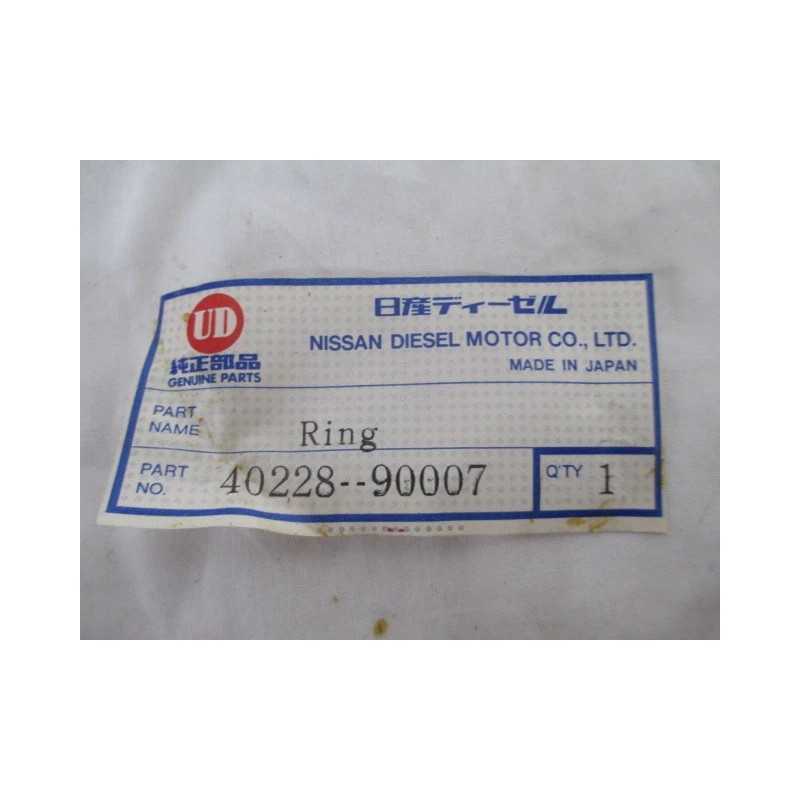 UD
純正部品
GENUINE PARTS
日産ディーゼル
NISSAN DIESEL MOTOR CO., LTD.
MADE IN JAPAN
PART NAME
Ring
PART NO.
40228--90007
Q'TY 1